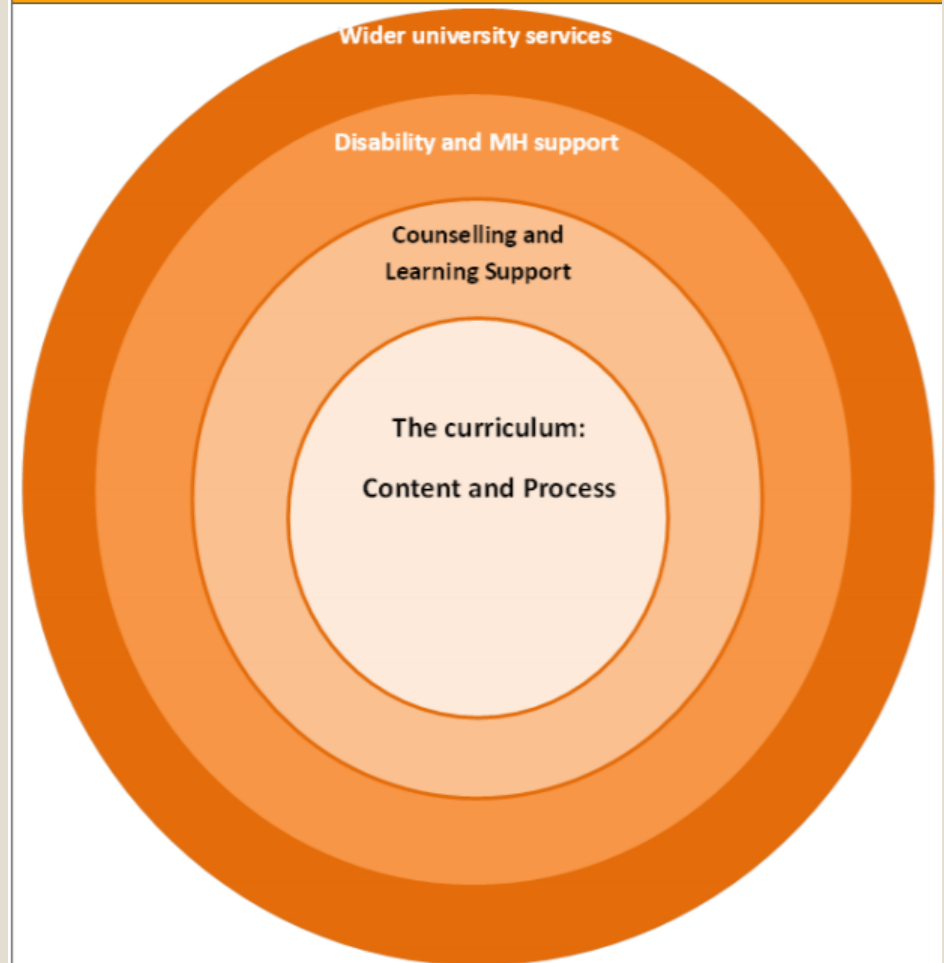 Wider university services
Disability and MH support
Counselling and
Learning Support
The curriculum:
Content and Process